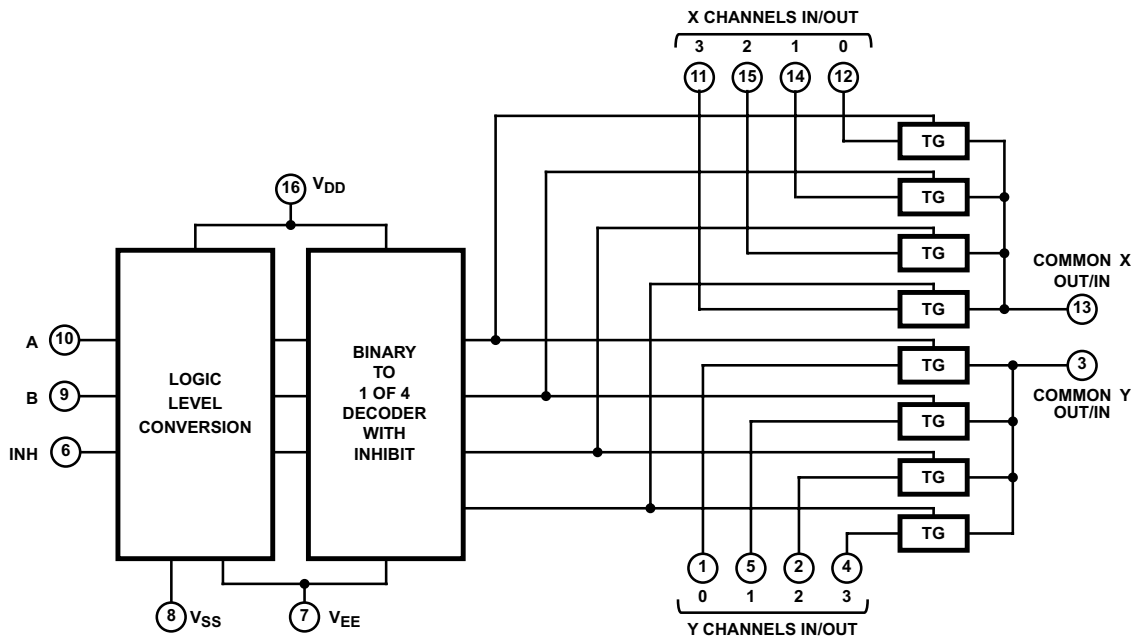 X CHANNELS IN/OUT
3 2 1 0
11 15 14 12
TG
16 VDD
TG
TG
COMMON X
OUT/IN
TG
13
A 10
BINARY
TO
1 OF 4
DECODER
WITH
INHIBIT
LOGIC
LEVEL
CONVERSION
TG
3
COMMON Y
OUT/IN
B 9
TG
INH 6
TG
TG
1 5 2 4
0 1 2 3
8 VSS
7 VEE
Y CHANNELS IN/OUT